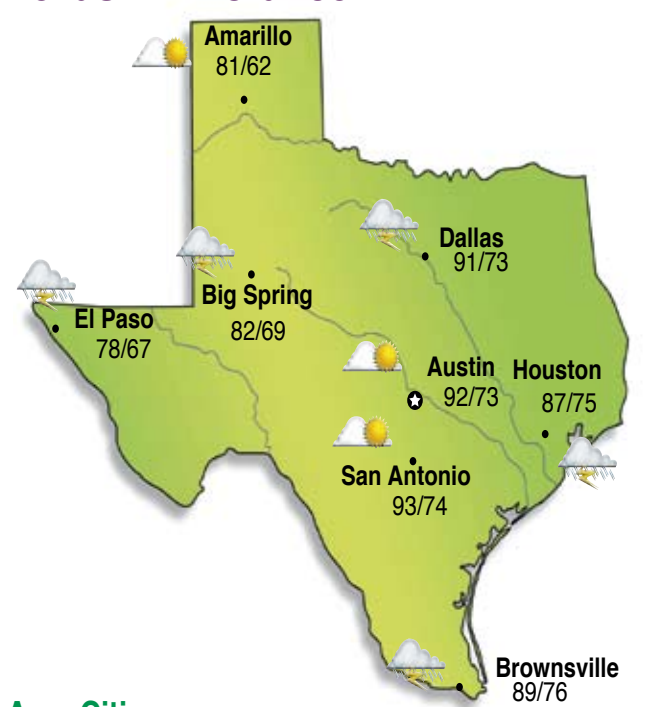 Amarillo
81/62
Dallas
91/73
Big Spring
82/69
El Paso
78/67
Austin
92/73
Houston
87/75
San Antonio
93/74
Brownsville
89/76